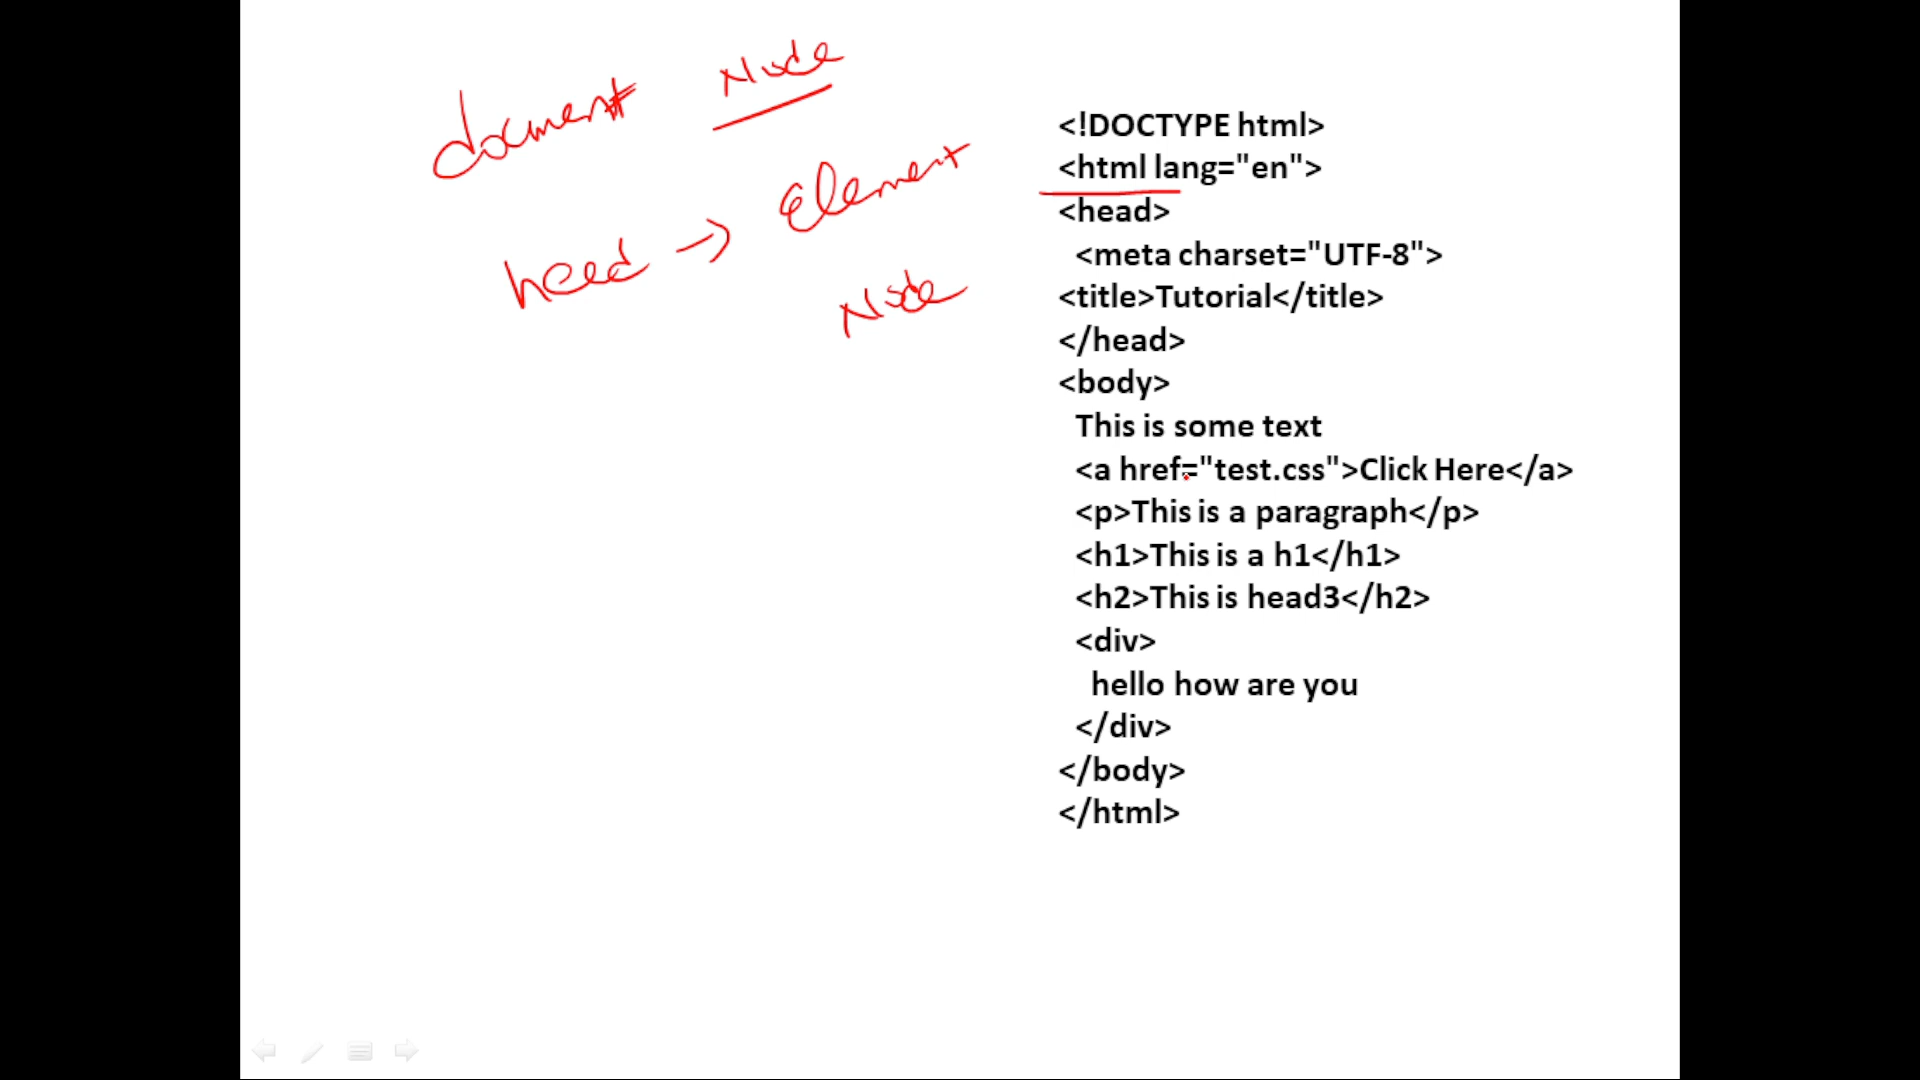 document Node
head → Element
Node
<!DOCTYPE html>
<html lang="en">
<head>
<meta charset="UTF-8">
<title>Tutorial</title>
</head>
<body>
This is some text
<a href="test.css">Click Here</a>
<p>This is a paragraph</p>
<h1>This is a h1</h1>
<h2>This is head3</h2>
<div>
hello how are you
</div>
</body>
</html>